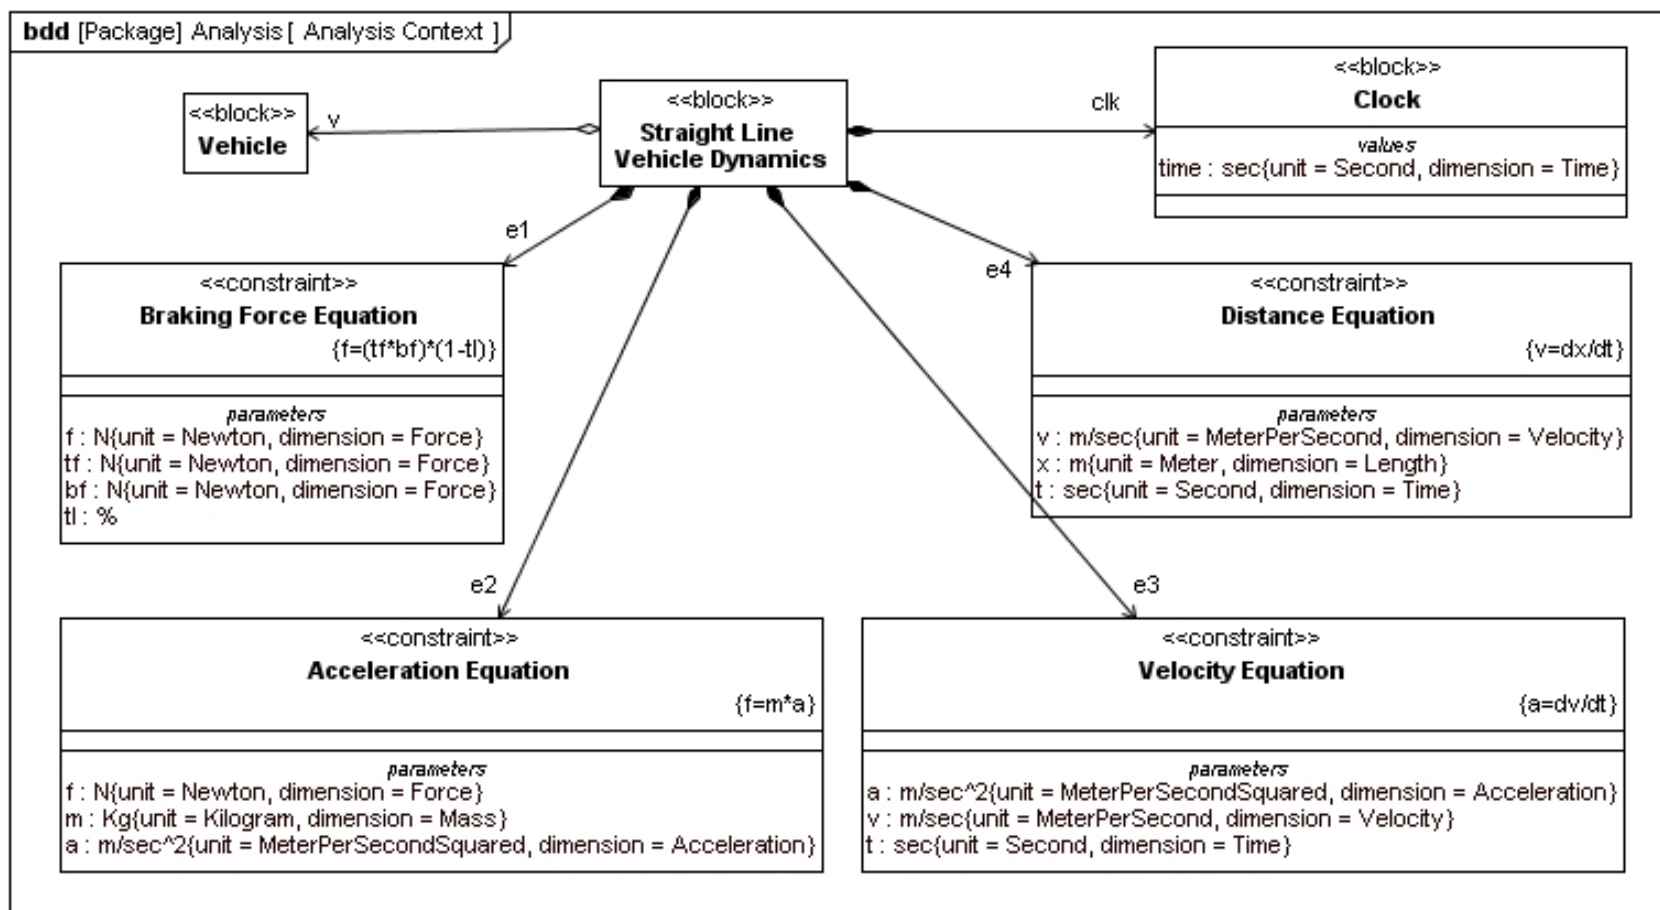 bdd [Package] Analysis [ Analysis Context ]
<<block>>
Vehicle
v
<<block>>
Straight Line
Vehicle Dynamics
clk
<<block>>
Clock
values
time : sec{unit = Second, dimension = Time}
e1
<<constraint>>
Braking Force Equation
{f=(tf*bf)*(1-tl)}
parameters
f : N{unit = Newton, dimension = Force}
tf : N{unit = Newton, dimension = Force}
bf : N{unit = Newton, dimension = Force}
tl : %
e4
<<constraint>>
Distance Equation
{v=dx/dt}
parameters
v : m/sec{unit = MeterPerSecond, dimension = Velocity}
x : m{unit = Meter, dimension = Length}
t : sec{unit = Second, dimension = Time}
e2
<<constraint>>
Acceleration Equation
{f=m*a}
parameters
f : N{unit = Newton, dimension = Force}
m : Kg{unit = Kilogram, dimension = Mass}
a : m/sec^2{unit = MeterPerSecondSquared, dimension = Acceleration}
e3
<<constraint>>
Velocity Equation
{a=dv/dt}
parameters
a : m/sec^2{unit = MeterPerSecondSquared, dimension = Acceleration}
v : m/sec{unit = MeterPerSecond, dimension = Velocity}
t : sec{unit = Second, dimension = Time}